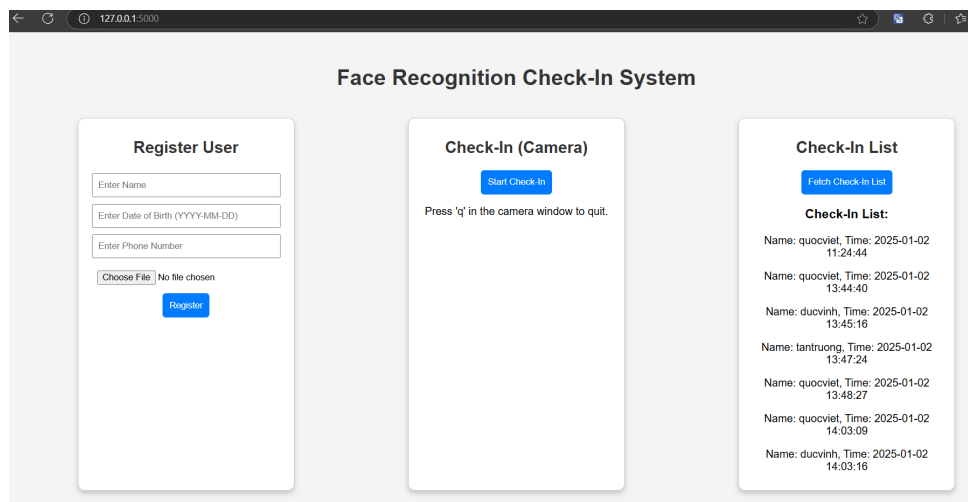 127.0.0.1:5000
Face Recognition Check-In System
Register User
Enter Name
Enter Date of Birth (YYYY-MM-DD)
Enter Phone Number
Choose File No file chosen
Register
Check-In (Camera)
Start Check-In
Press 'q' in the camera window to quit.
Check-In List
Fetch Check-In List
Check-In List:
Name: quocviet, Time: 2025-01-02
11:24:44
Name: quocviet, Time: 2025-01-02
13:44:40
Name: ducvinh, Time: 2025-01-02
13:45:16
Name: tantruong, Time: 2025-01-02
13:47:24
Name: quocviet, Time: 2025-01-02
13:48:27
Name: quocviet, Time: 2025-01-02
14:03:09
Name: ducvinh, Time: 2025-01-02
14:03:16